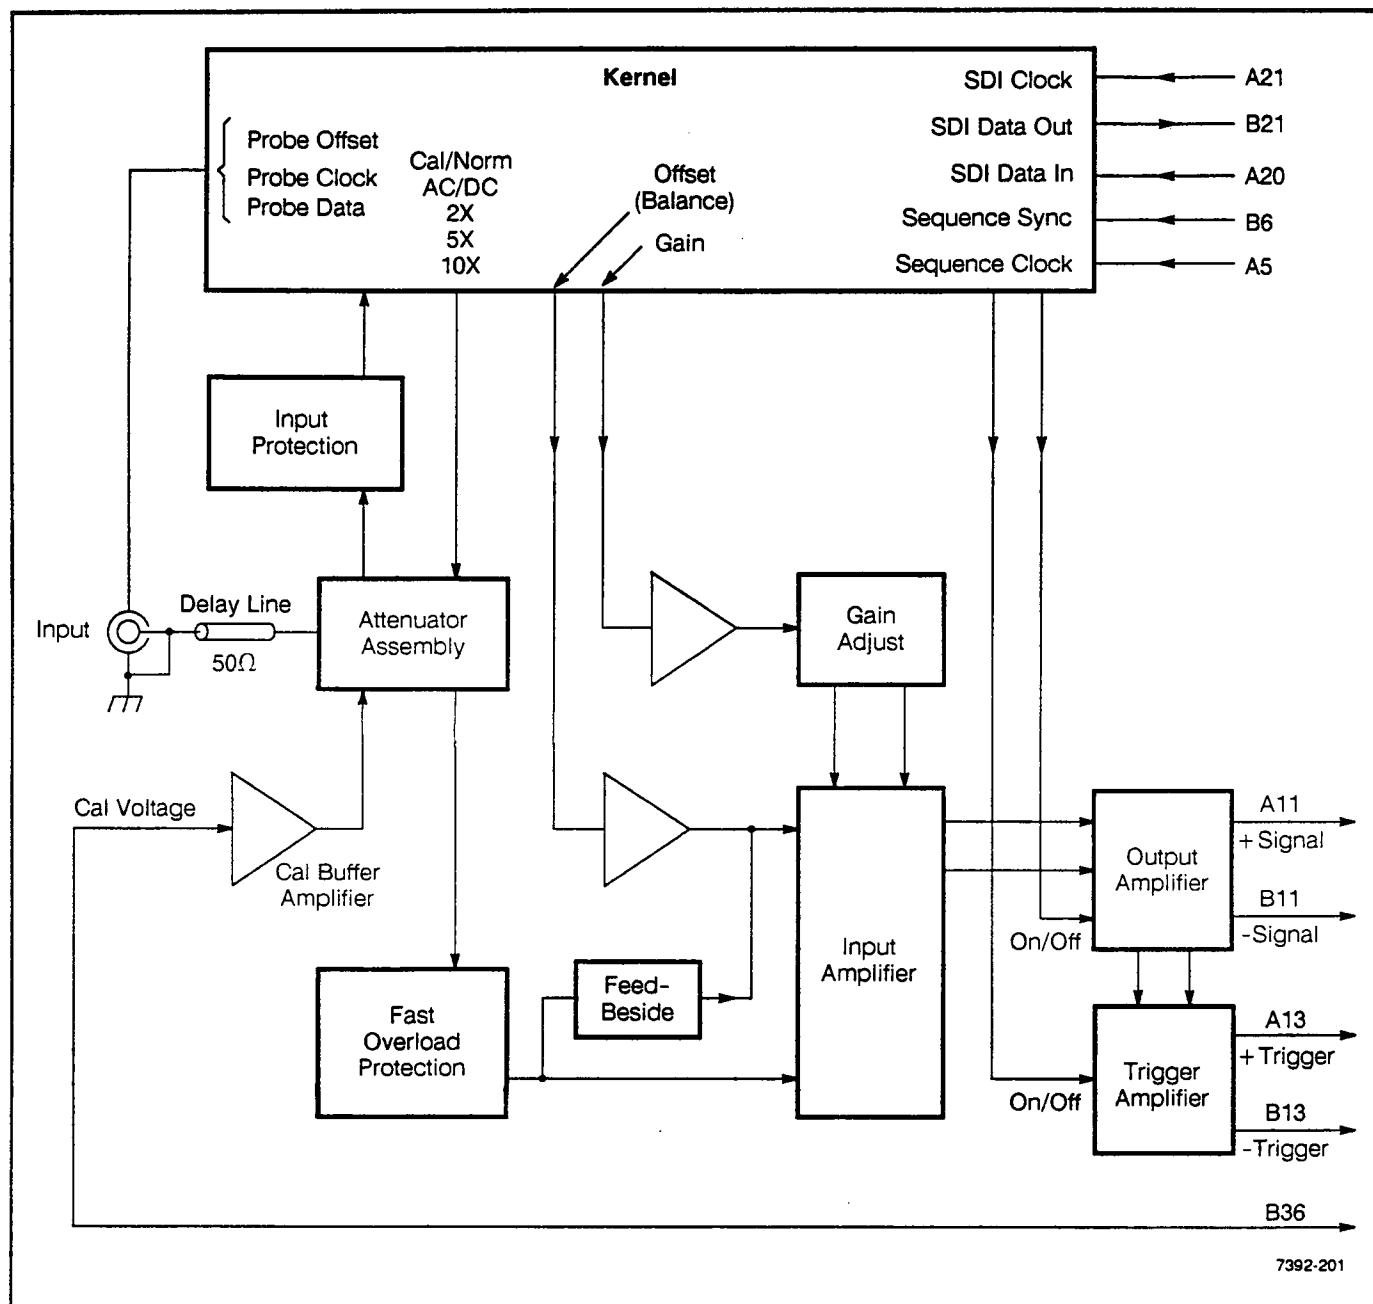 Kernel
Probe Offset
Probe Clock
Probe Data
Cal/Norm
AC/DC
2X
5X
10X
Offset
(Balance)
Gain
SDI Clock
A21
SDI Data Out
B21
SDI Data In
A20
Sequence Sync
B6
Sequence Clock
A5
Input
Protection
Input
Delay Line
50Ω
Attenuator
Assembly
Gain
Adjust
Cal Voltage
Cal Buffer
Amplifier
Fast
Overload
Protection
Feed-
Beside
Input
Amplifier
Output
Amplifier
On/Off
A11
+Signal
B11
-Signal
Trigger
Amplifier
On/Off
A13
+Trigger
B13
-Trigger
B36
7392-201